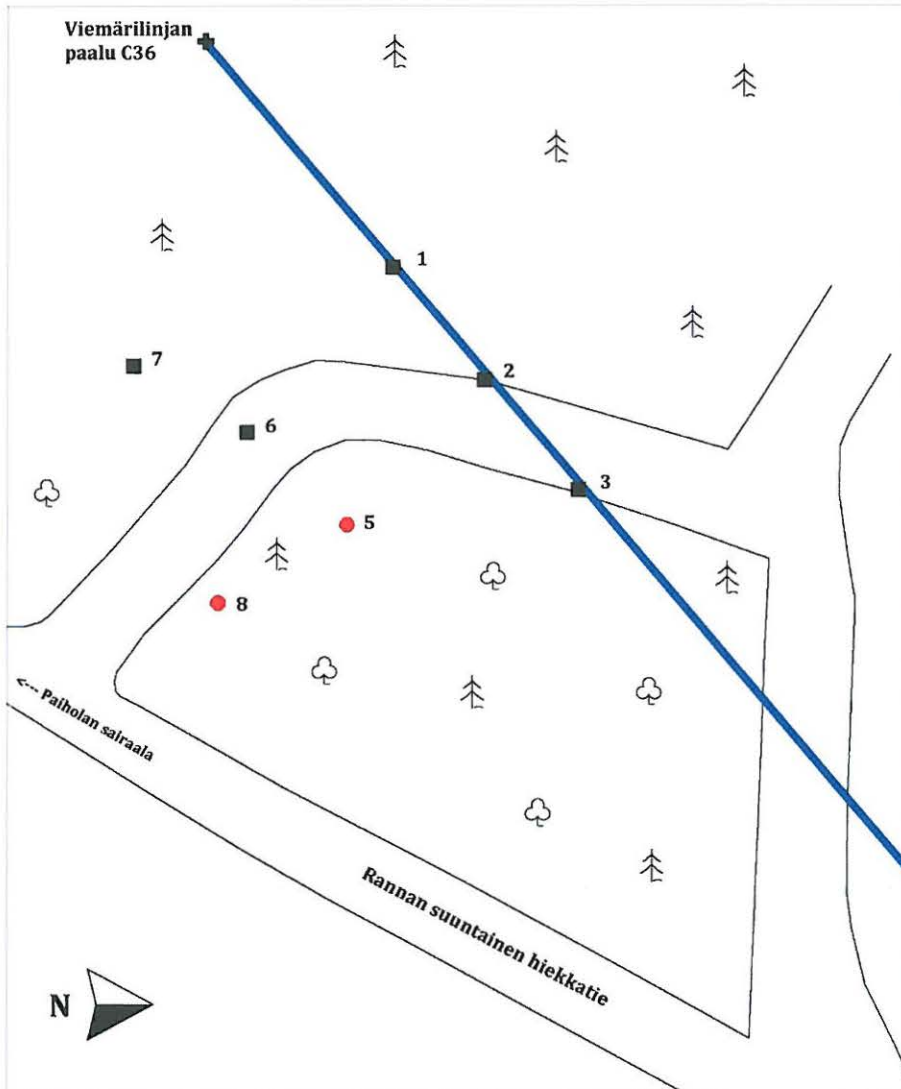 Viemärilinjan
paalu C36
1
7
2
6
3
5
8
<--- Paiholan sairaala
Rannan suuntainen hiekkatie
N